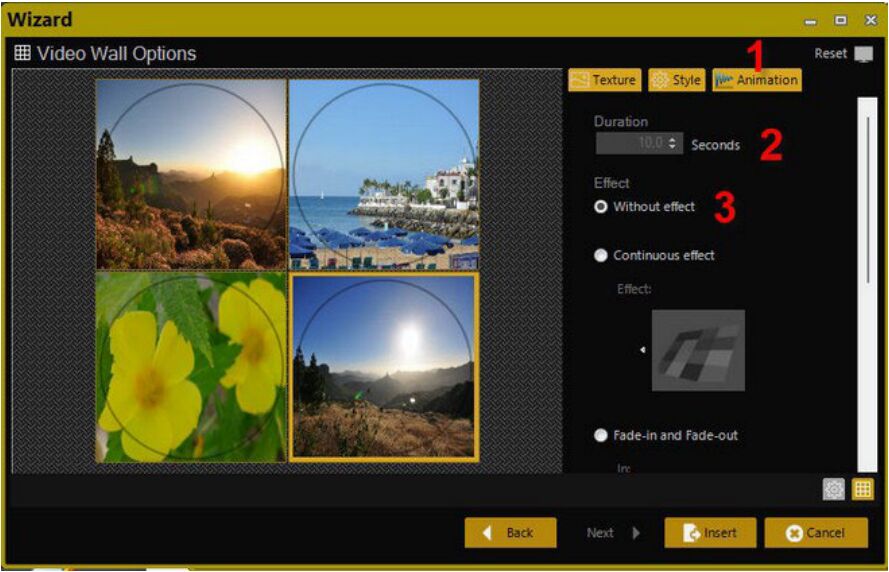 Wizard
Video Wall Options
1
Reset
Texture
Style
Animation
Duration
10.0
Seconds
2
Effect
Without effect
3
Continuous effect
Effect:
Fade-in and Fade-out
In:
Back
Next
Insert
Cancel